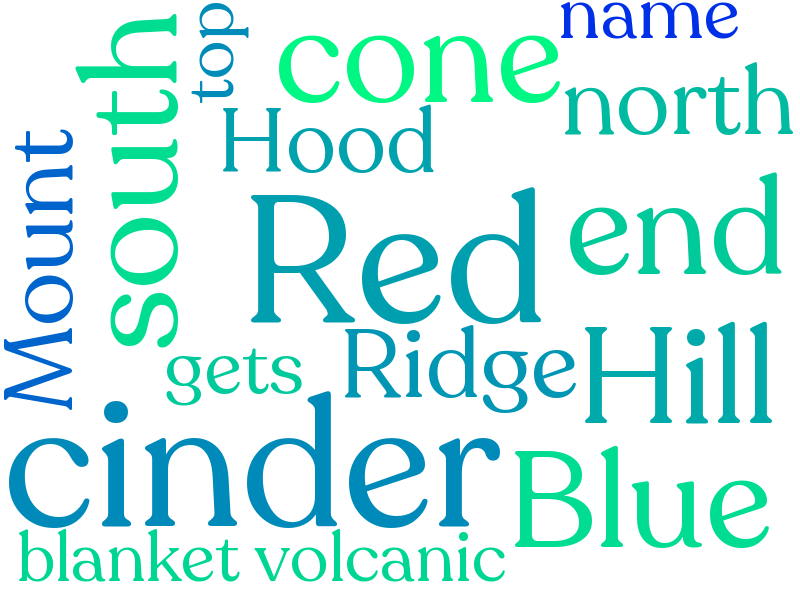 name
top
cone
south
north
Hood
Mount
Red
end
Ridge
Hill
gets
cinder
Blue
blanket volcanic